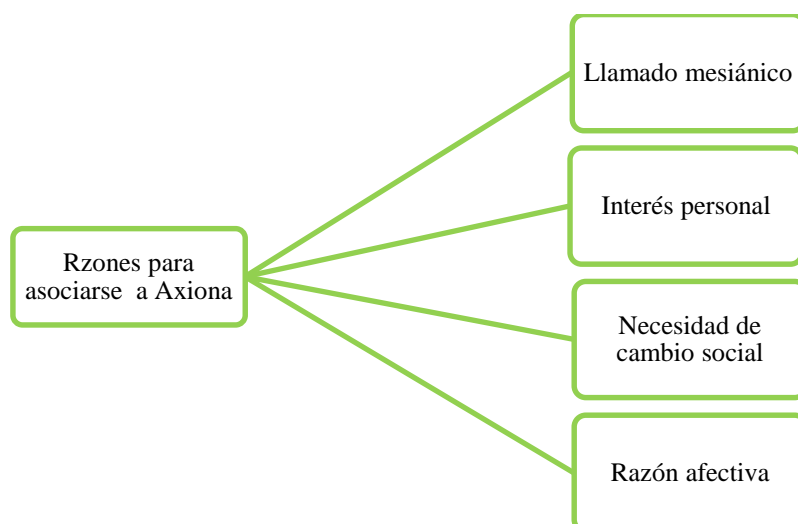 Llamado mesiánico
Interés personal
Rzones para
asociarse a Axiona
Necesidad de
cambio social
Razón afectiva